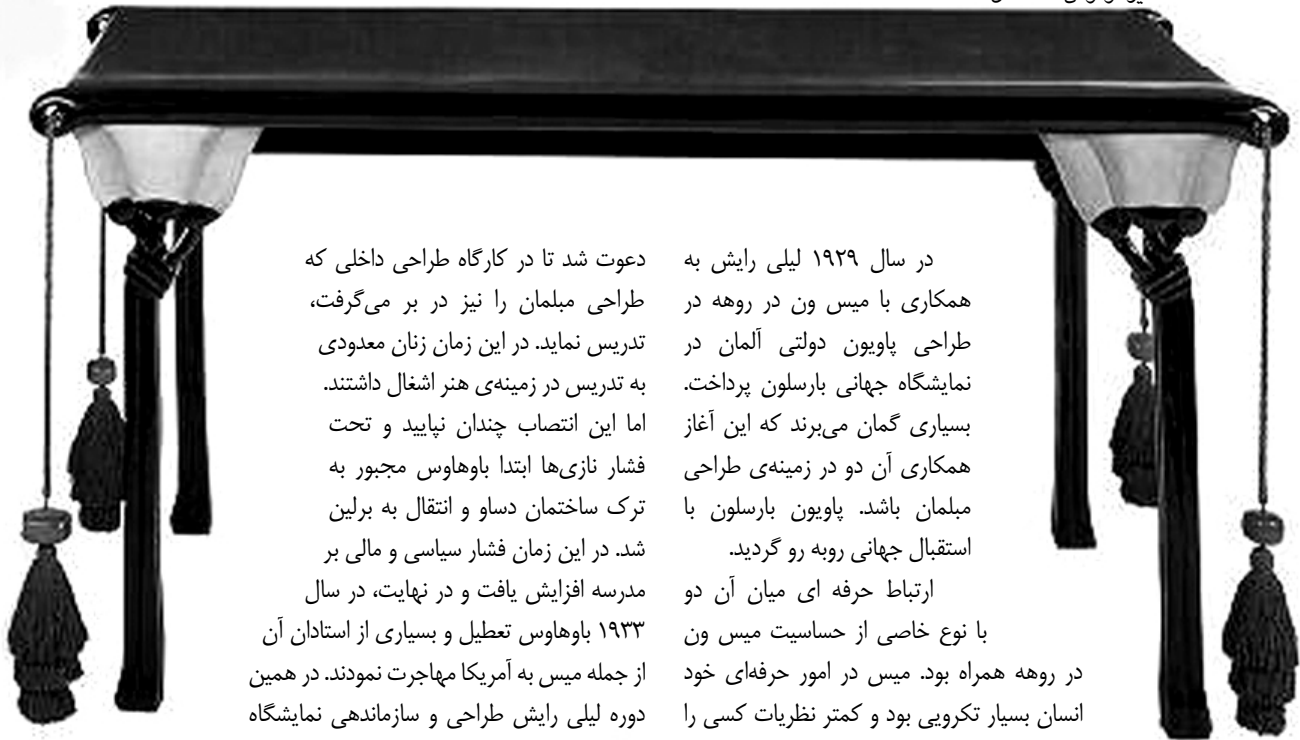 در سال ۱۹۲۹ لیلی رایش به
همکاری با میس ون در روهه در
طراحی پاویون دولتی آلمان در
نمایشگاه جهانی بارسلون پرداخت.
بسیاری گمان می‌برند که این آغاز
همکاری آن دو در زمینه‌ی طراحی
مبلمان باشد. پاویون بارسلون با
استقبال جهانی روبه رو گردید.
ارتباط حرفه ای میان آن دو
با نوع خاصی از حساسیت میس ون
در روهه همراه بود. میس در امور حرفه‌ای خود
انسان بسیار تکرویی بود و کمتر نظریات کسی را
دعوت شد تا در کارگاه طراحی داخلی که
طراحی مبلمان را نیز در بر می‌گرفت،
تدریس نماید. در این زمان زنان معدودی
به تدریس در زمینه‌ی هنر اشغال داشتند.
اما این انتصاب چندان نپایید و تحت
فشار نازی‌ها ابتدا باوهاوس مجبور به
ترک ساختمان دساو و انتقال به برلین
شد. در این زمان فشار سیاسی و مالی بر
مدرسه افزایش یافت و در نهایت، در سال
۱۹۳۳ باوهاوس تعطیل و بسیاری از استادان آن
از جمله میس به آمریکا مهاجرت نمودند. در همین
دوره لیلی رایش طراحی و سازماندهی نمایشگاه